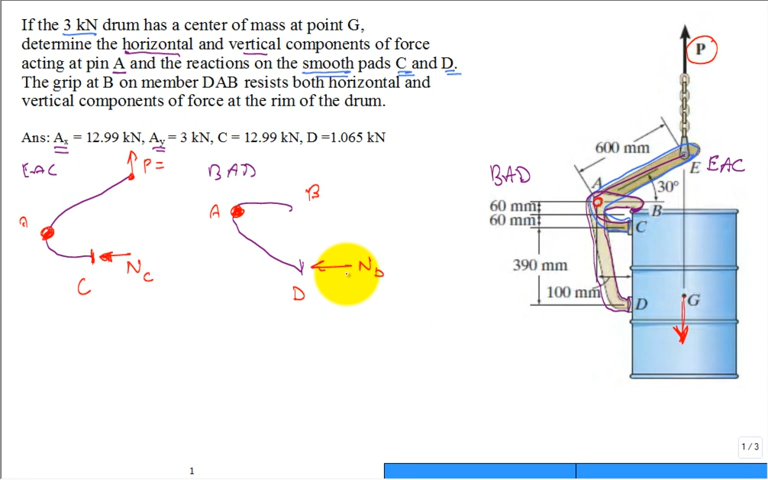 If the 3 kN drum has a center of mass at point G,
determine the horizontal and vertical components of force
acting at pin A and the reactions on the smooth pads C and D.
The grip at B on member DAB resists both horizontal and
vertical components of force at the rim of the drum.
Ans: Ax = 12.99 kN, Ay = 3 kN, C = 12.99 kN, D =1.065 kN
EAC
P=
C
NC
BAD
A
B
D
ND
P
600 mm
BAD
E
EAC
A
30°
60 mm
B
60 mm
C
390 mm
100 mm
D
G
1 / 3
1